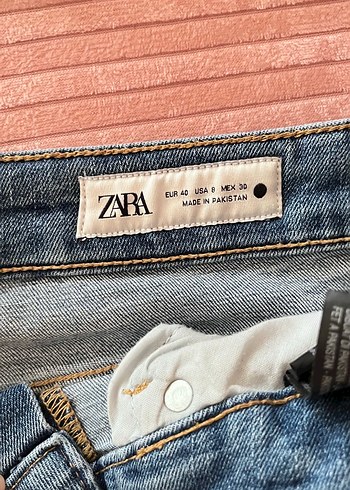 ZARA
EUR 40 USA 8 MEX 30
MADE IN PAKISTAN